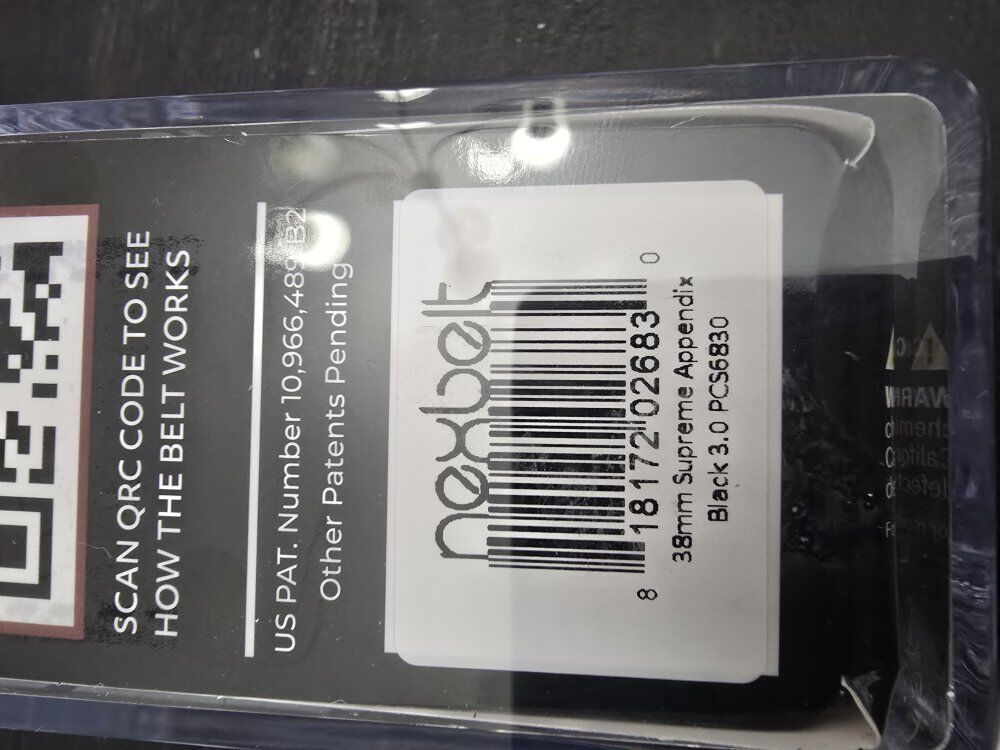 SCAN QRC CODE TO SEE
HOW THE BELT WORKS
US PAT. Number 10,966,489 B2
Other Patents Pending
nexbelt
8 18172 02683 0
38mm Supreme Appendix
Black 3.0 PCS6830